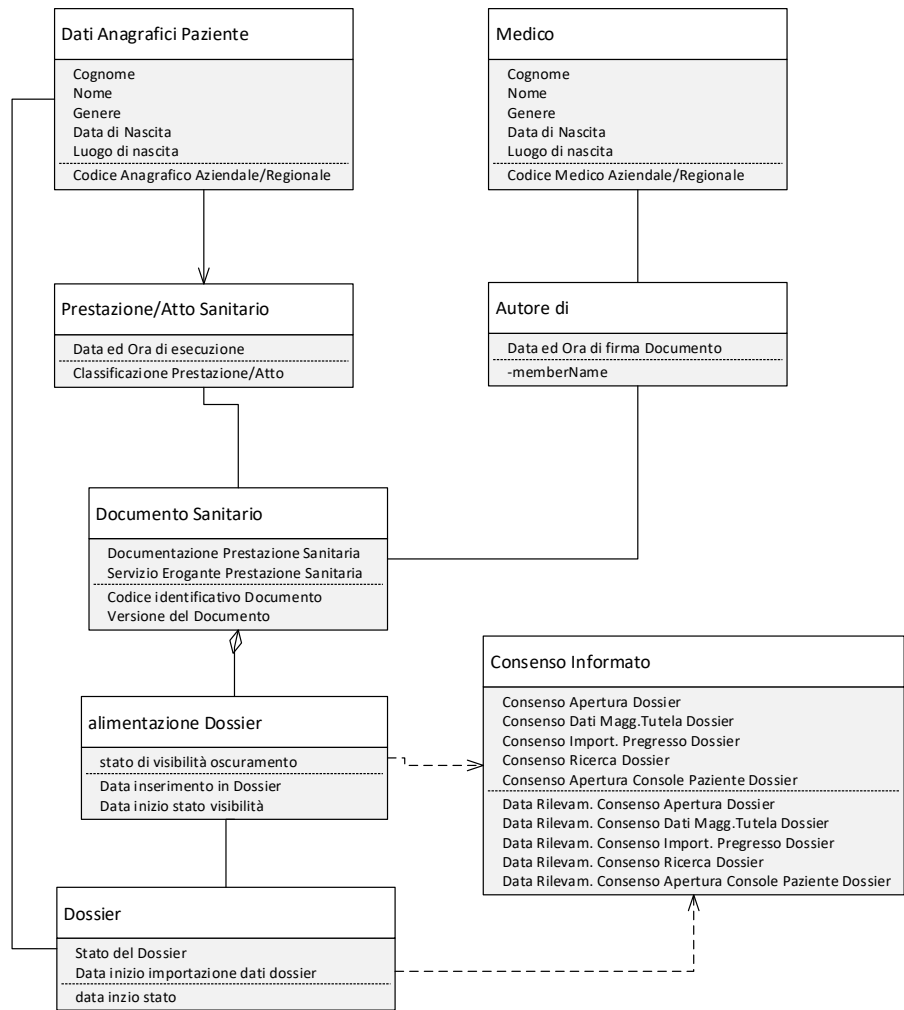 Dati Anagrafici Paziente
Cognome
Nome
Genere
Data di Nascita
Luogo di nascita
Codice Anagrafico Aziendale/Regionale
Medico
Cognome
Nome
Genere
Data di Nascita
Luogo di nascita
Codice Medico Aziendale/Regionale
Prestazione/Atto Sanitario
Data ed Ora di esecuzione
Classificazione Prestazione/Atto
Autore di
Data ed Ora di firma Documento
-memberName
Documento Sanitario
Documentazione Prestazione Sanitaria
Servizio Erogante Prestazione Sanitaria
Codice identificativo Documento
Versione del Documento
Consenso Informato
Consenso Apertura Dossier
Consenso Dati Magg.Tutela Dossier
Consenso Import. Pregresso Dossier
Consenso Ricerca Dossier
Consenso Apertura Console Paziente Dossier
Data Rilevam. Consenso Apertura Dossier
Data Rilevam. Consenso Dati Magg.Tutela Dossier
Data Rilevam. Consenso Import. Pregresso Dossier
Data Rilevam. Consenso Ricerca Dossier
Data Rilevam. Consenso Apertura Console Paziente Dossier
alimentazione Dossier
stato di visibilità oscuramento
Data inserimento in Dossier
Data inizio stato visibilità
Dossier
Stato del Dossier
Data inizio importazione dati dossier
data inzio stato